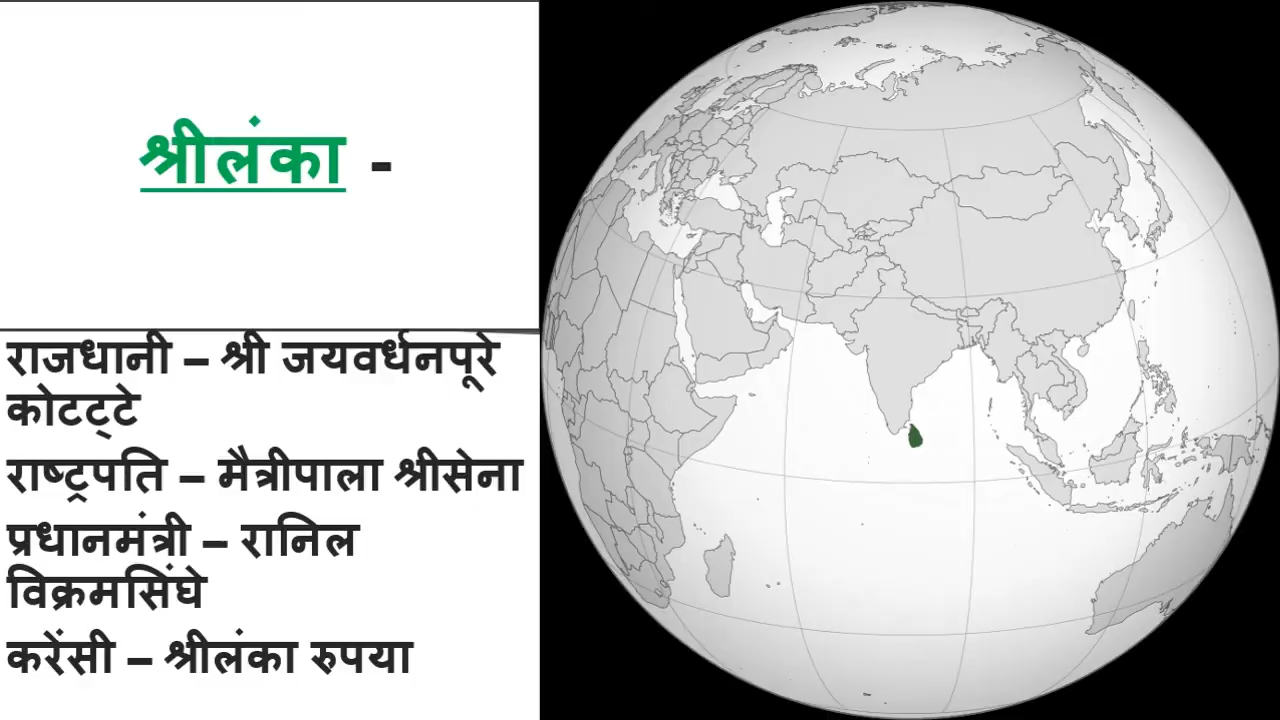 श्रीलंका -
राजधानी – श्री जयवर्धनपूरे
कोटट्टे
राष्ट्रपति – मैत्रीपाला श्रीसेना
प्रधानमंत्री – रानिल
विक्रमसिंघे
करेंसी – श्रीलंका रुपया